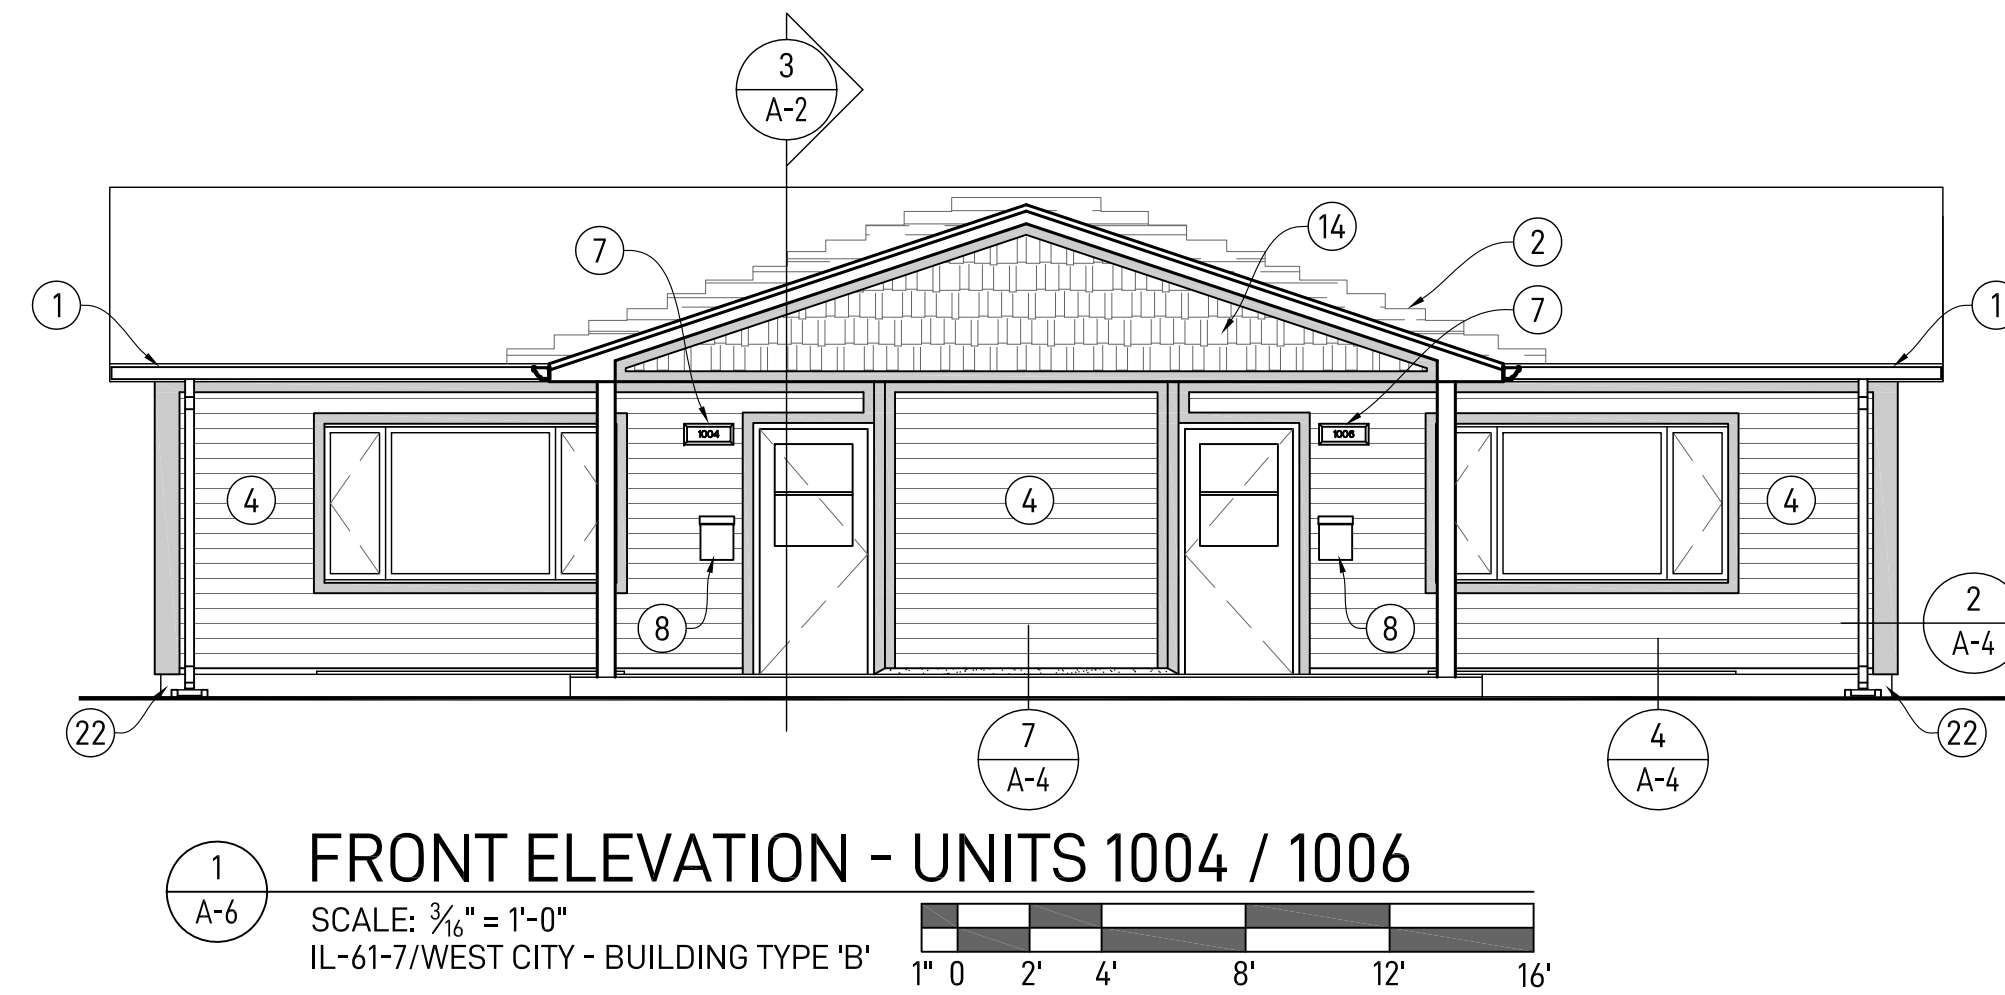 3
A-2
7
14
2
1
7
1
1004
1006
4
4
4
8
8
2
A-4
22
7
A-4
4
A-4
22
1
A-6
FRONT ELEVATION - UNITS 1004 / 1006
SCALE: 3/16" = 1'-0"
IL-61-7/WEST CITY - BUILDING TYPE 'B'
1" 0 2' 4' 8' 12' 16'